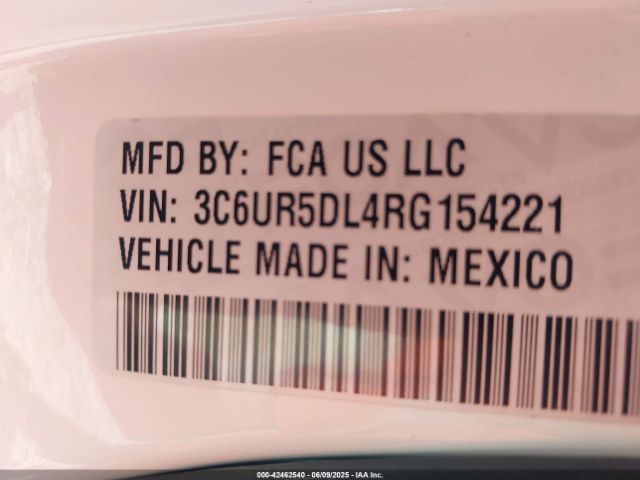 MFD BY: FCA US LLC
VIN: 3C6UR5DL4RG154221
VEHICLE MADE IN: MEXICO
000-42462540 - 06/09/2025 - IAA Inc.